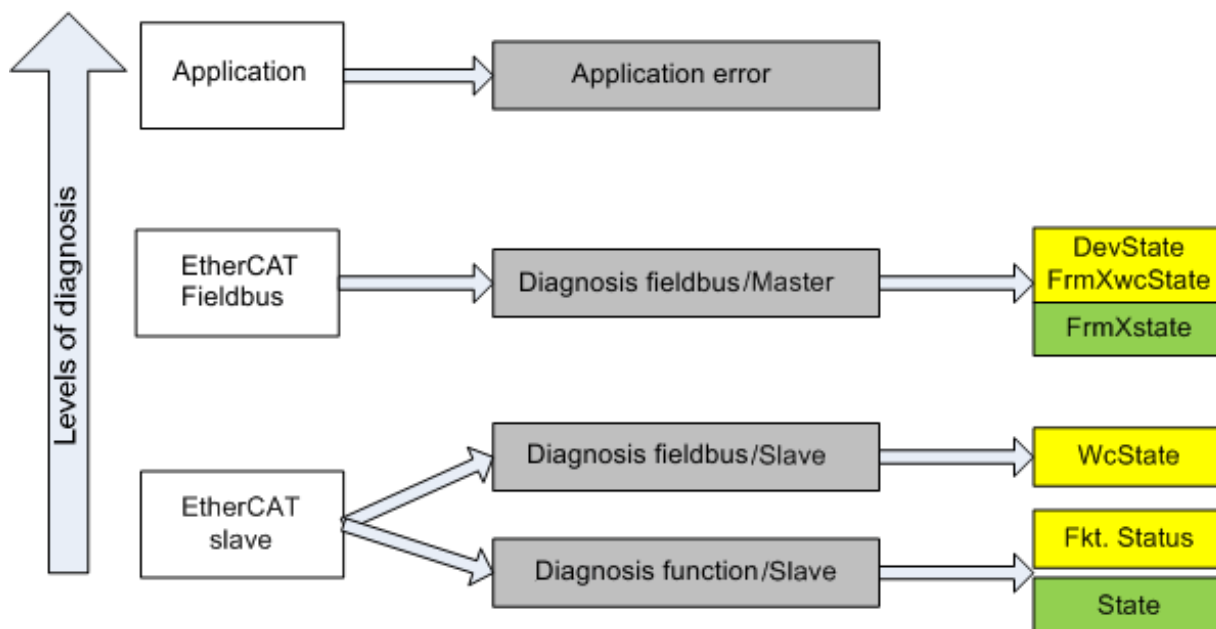 Levels of diagnosis
Application
Application error
EtherCAT
Fieldbus
Diagnosis fieldbus/Master
DevState
FrmXwcState
FrmXstate
EtherCAT
slave
Diagnosis fieldbus/Slave
WcState
Diagnosis function/Slave
Fkt. Status
State